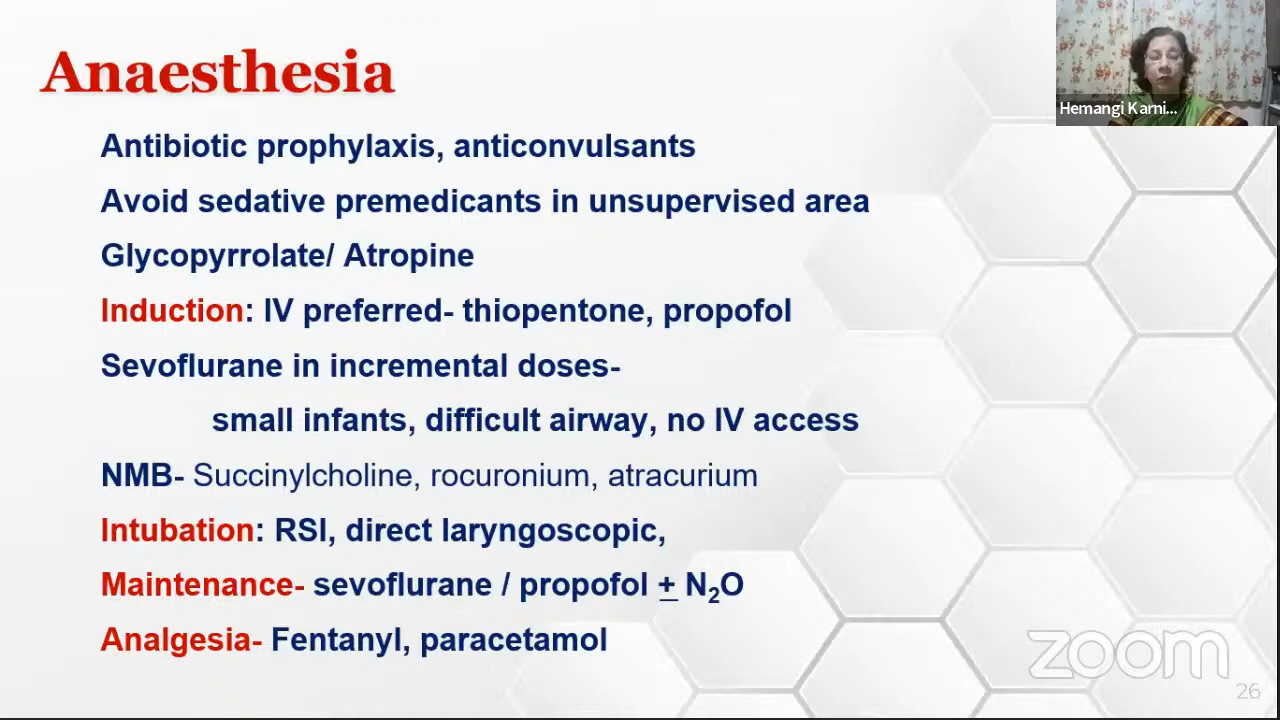 Anaesthesia
Hemangi Karni...
Antibiotic prophylaxis, anticonvulsants
Avoid sedative premedicants in unsupervised area
Glycopyrrolate/ Atropine
Induction: IV preferred- thiopentone, propofol
Sevoflurane in incremental doses-
small infants, difficult airway, no IV access
NMB- Succinylcholine, rocuronium, atracurium
Intubation: RSI, direct laryngoscopic,
Maintenance- sevoflurane / propofol ± N₂O
Analgesia- Fentanyl, paracetamol
zoom
26